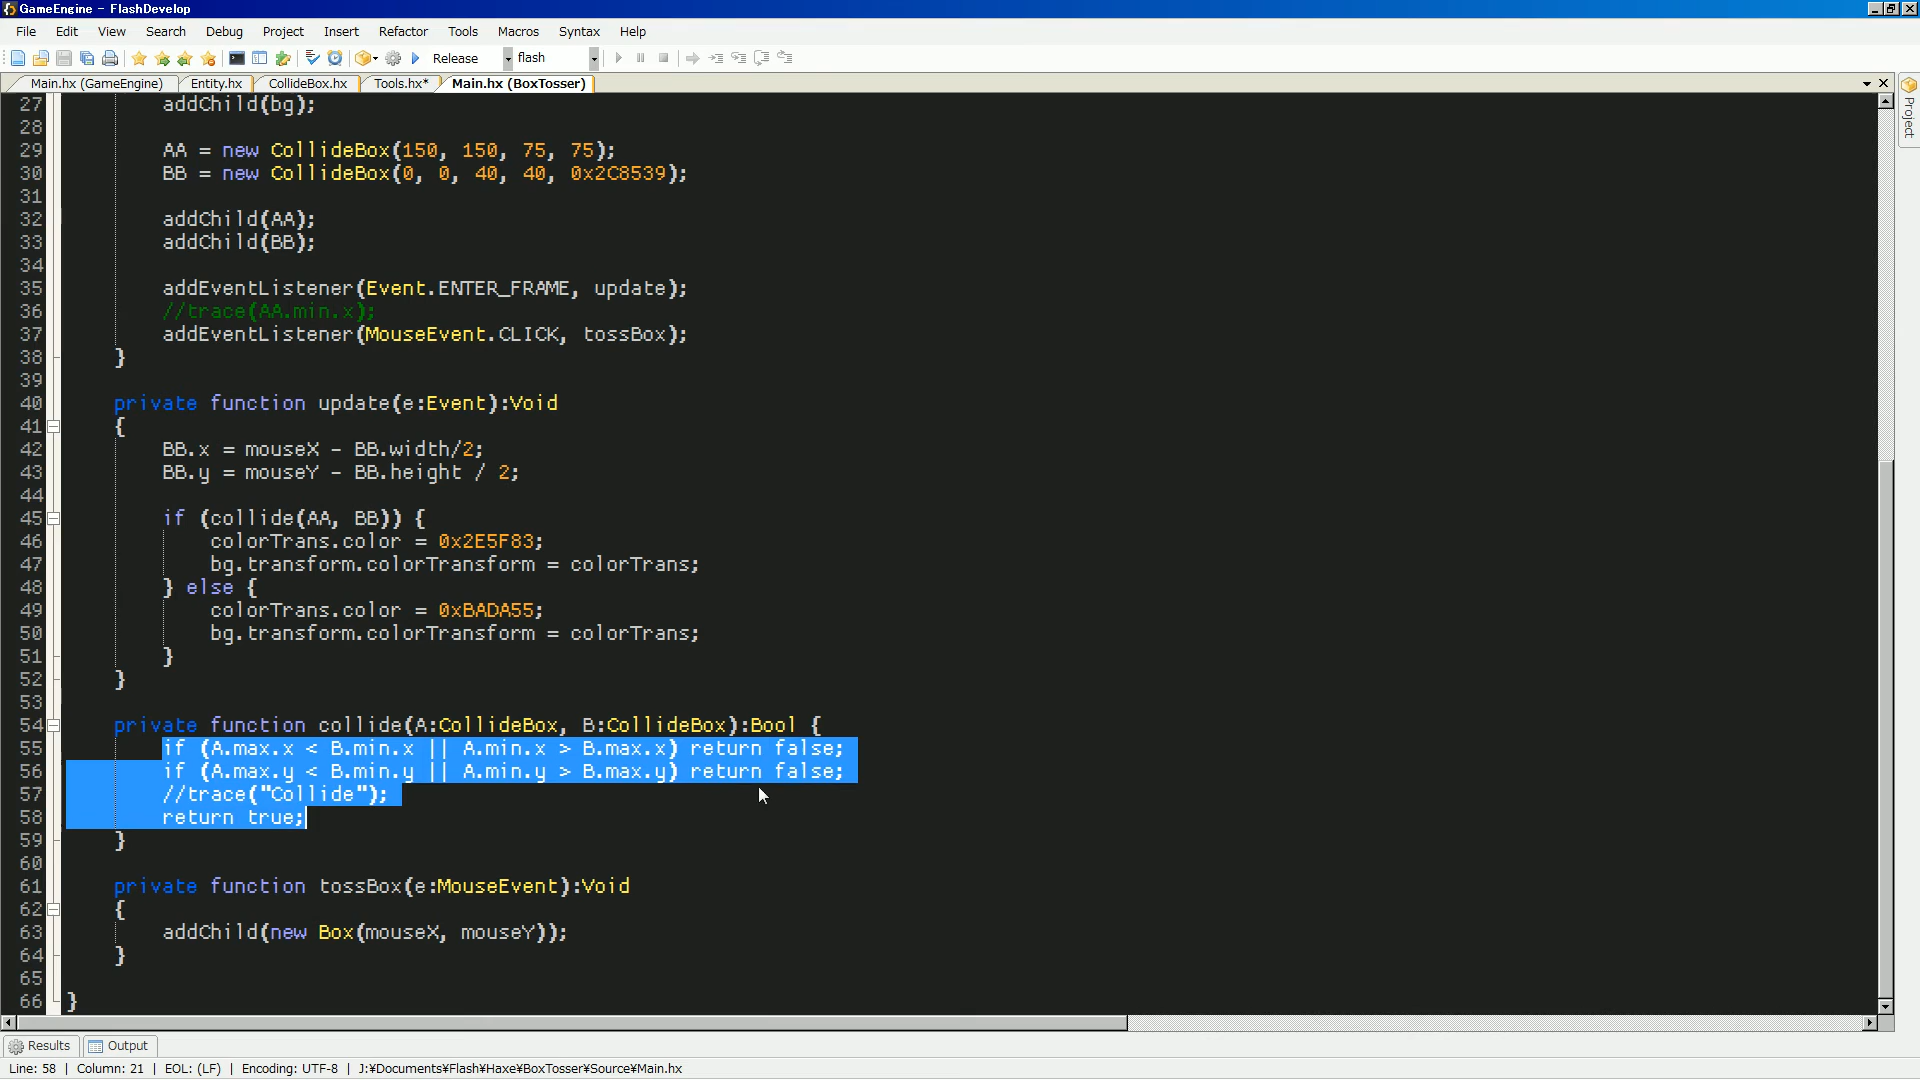 GameEngine - FlashDevelop
File Edit View Search Debug Project Insert Refactor Tools Macros Syntax Help
Release flash
Main.hx (GameEngine) Entity.hx CollideBox.hx Tools.hx* Main.hx (BoxTosser)
Project
27 addChild(bg);
28
29 AA = new CollideBox(150, 150, 75, 75);
30 BB = new CollideBox(0, 0, 40, 40, 0x2C8539);
31
32 addChild(AA);
33 addChild(BB);
34
35 addEventListener(Event.ENTER_FRAME, update);
36 //trace(AA.min.x);
37 addEventListener(MouseEvent.CLICK, tossBox);
38 }
39
40 private function update(e:Event):Void
41 {
42 BB.x = mouseX - BB.width/2;
43 BB.y = mouseY - BB.height / 2;
44
45 if (collide(AA, BB)) {
46 colorTrans.color = 0x2E5F83;
47 bg.transform.colorTransform = colorTrans;
48 } else {
49 colorTrans.color = 0xBADA55;
50 bg.transform.colorTransform = colorTrans;
51 }
52 }
53
54 private function collide(A:CollideBox, B:CollideBox):Bool {
55 if (A.max.x < B.min.x || A.min.x > B.max.x) return false;
56 if (A.max.y < B.min.y || A.min.y > B.max.y) return false;
57 //trace("Collide");
58 return true;
59 }
60
61 private function tossBox(e:MouseEvent):Void
62 {
63 addChild(new Box(mouseX, mouseY));
64 }
65
66 }
Results Output
Line: 58 | Column: 21 | EOL: (LF) | Encoding: UTF-8 | J:¥Documents¥Flash¥Haxe¥BoxTosser¥Source¥Main.hx